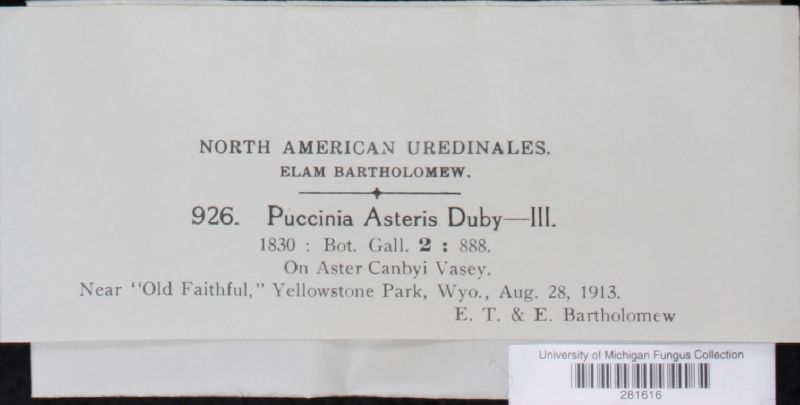 NORTH AMERICAN UREDINALES.
ELAM BARTHOLOMEW.
926. Puccinia Asteris Duby—III.
1830 : Bot. Gall. 2 : 888.
On Aster Canbyi Vasey.
Near "Old Faithful," Yellowstone Park, Wyo., Aug. 28, 1913.
E. T. & E. Bartholomew
University of Michigan Fungus Collection
281616